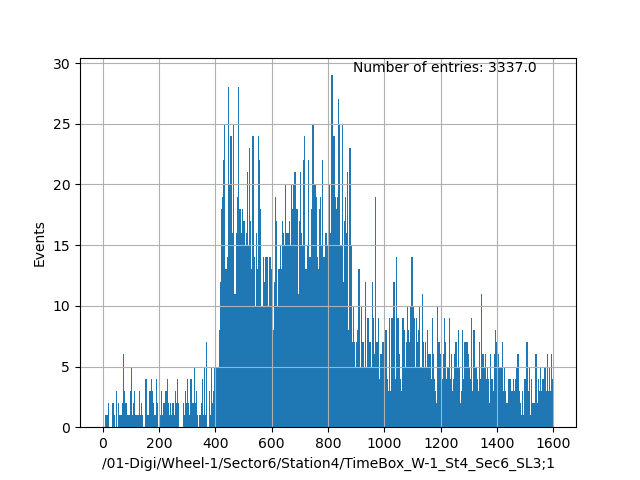 Number of entries: 3337.0
30
25
20
15
10
5
0
Events
0 200 400 600 800 1000 1200 1400 1600
/01-Digi/Wheel-1/Sector6/Station4/TimeBox_W-1_St4_Sec6_SL3;1